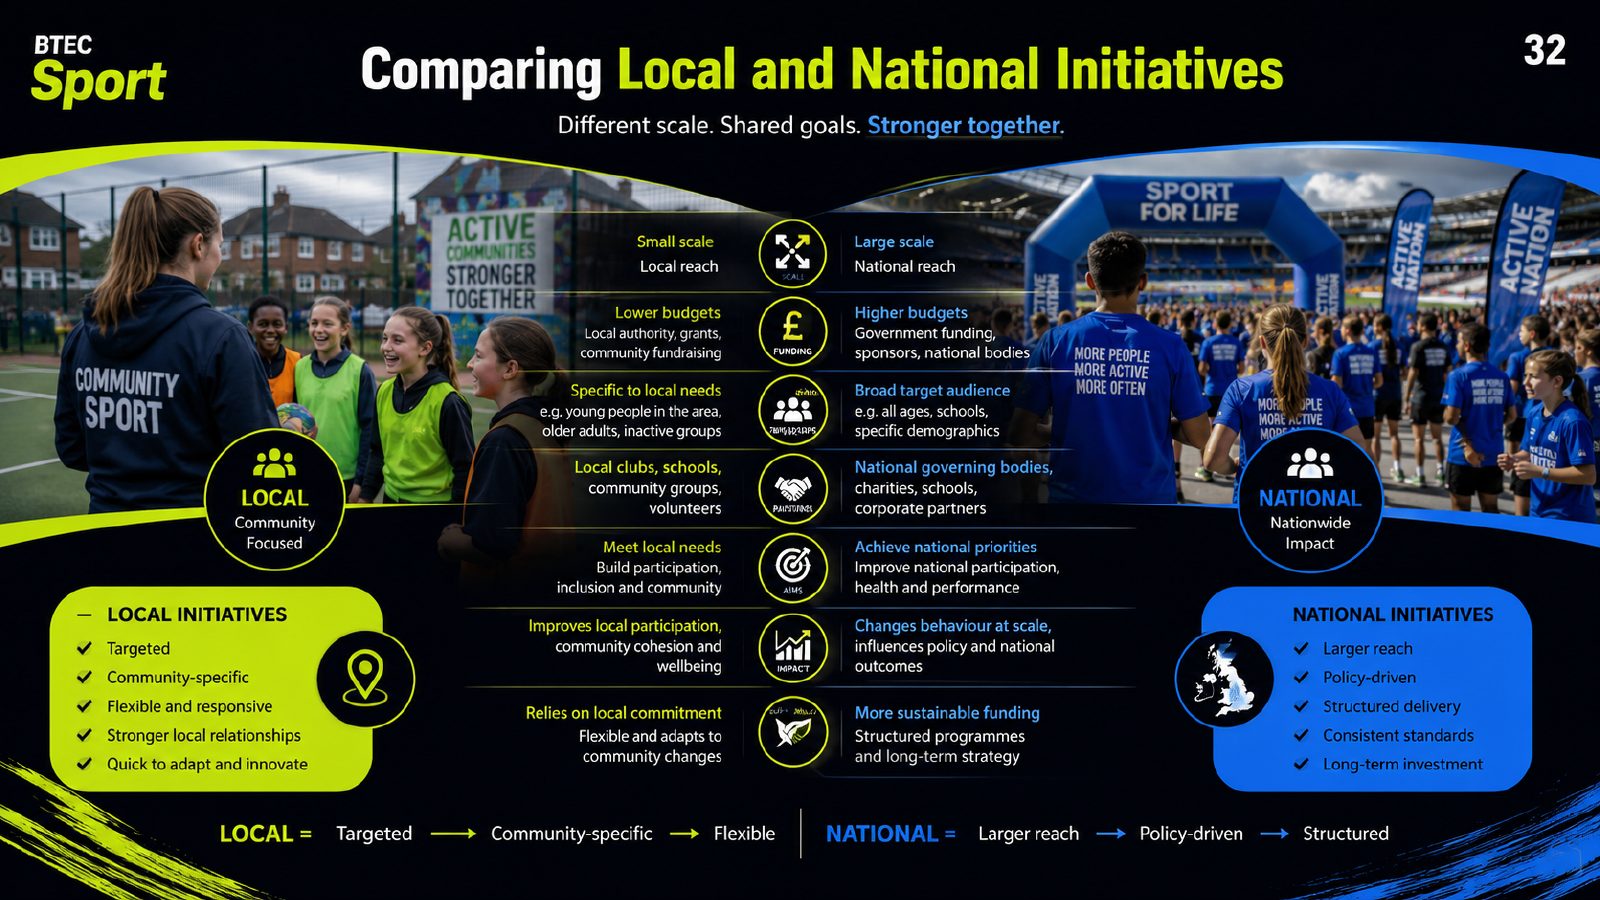 BTEC
Sport
Comparing Local and National Initiatives
32
Different scale. Shared goals. Stronger together.
ACTIVE
COMMUNITIES
STRONGER
TOGETHER
COMMUNITY
SPORT
SPORT
FOR LIFE
ACTIVE
NATION
ACTIVE
NATION
ACTIVE
NATION
MORE PEOPLE
MORE ACTIVE
MORE OFTEN
MORE PEOPLE
MORE ACTIVE
MORE OFTEN
LOCAL
Community
Focused
NATIONAL
Nationwide
Impact
Small scale
Local reach
Large scale
National reach
Lower budgets
Local authority, grants,
community fundraising
FUNDING
Higher budgets
Government funding,
sponsors, national bodies
Specific to local needs
e.g. young people in the area,
older adults, inactive groups
Broad target audience
e.g. all ages, schools,
specific demographics
Local clubs, schools,
community groups,
volunteers
National governing bodies,
charities, schools,
corporate partners
Meet local needs
Build participation,
inclusion and community
AIMS
Achieve national priorities
Improve national participation,
health and performance
Improves local participation,
community cohesion and
wellbeing
IMPACT
Changes behaviour at scale,
influences policy and national
outcomes
Relies on local commitment
Flexible and adapts to
community changes
More sustainable funding
Structured programmes
and long-term strategy
— LOCAL INITIATIVES
✓ Targeted
✓ Community-specific
✓ Flexible and responsive
✓ Stronger local relationships
✓ Quick to adapt and innovate
NATIONAL INITIATIVES
✓ Larger reach
✓ Policy-driven
✓ Structured delivery
✓ Consistent standards
✓ Long-term investment
LOCAL = Targeted → Community-specific → Flexible
NATIONAL = Larger reach → Policy-driven → Structured